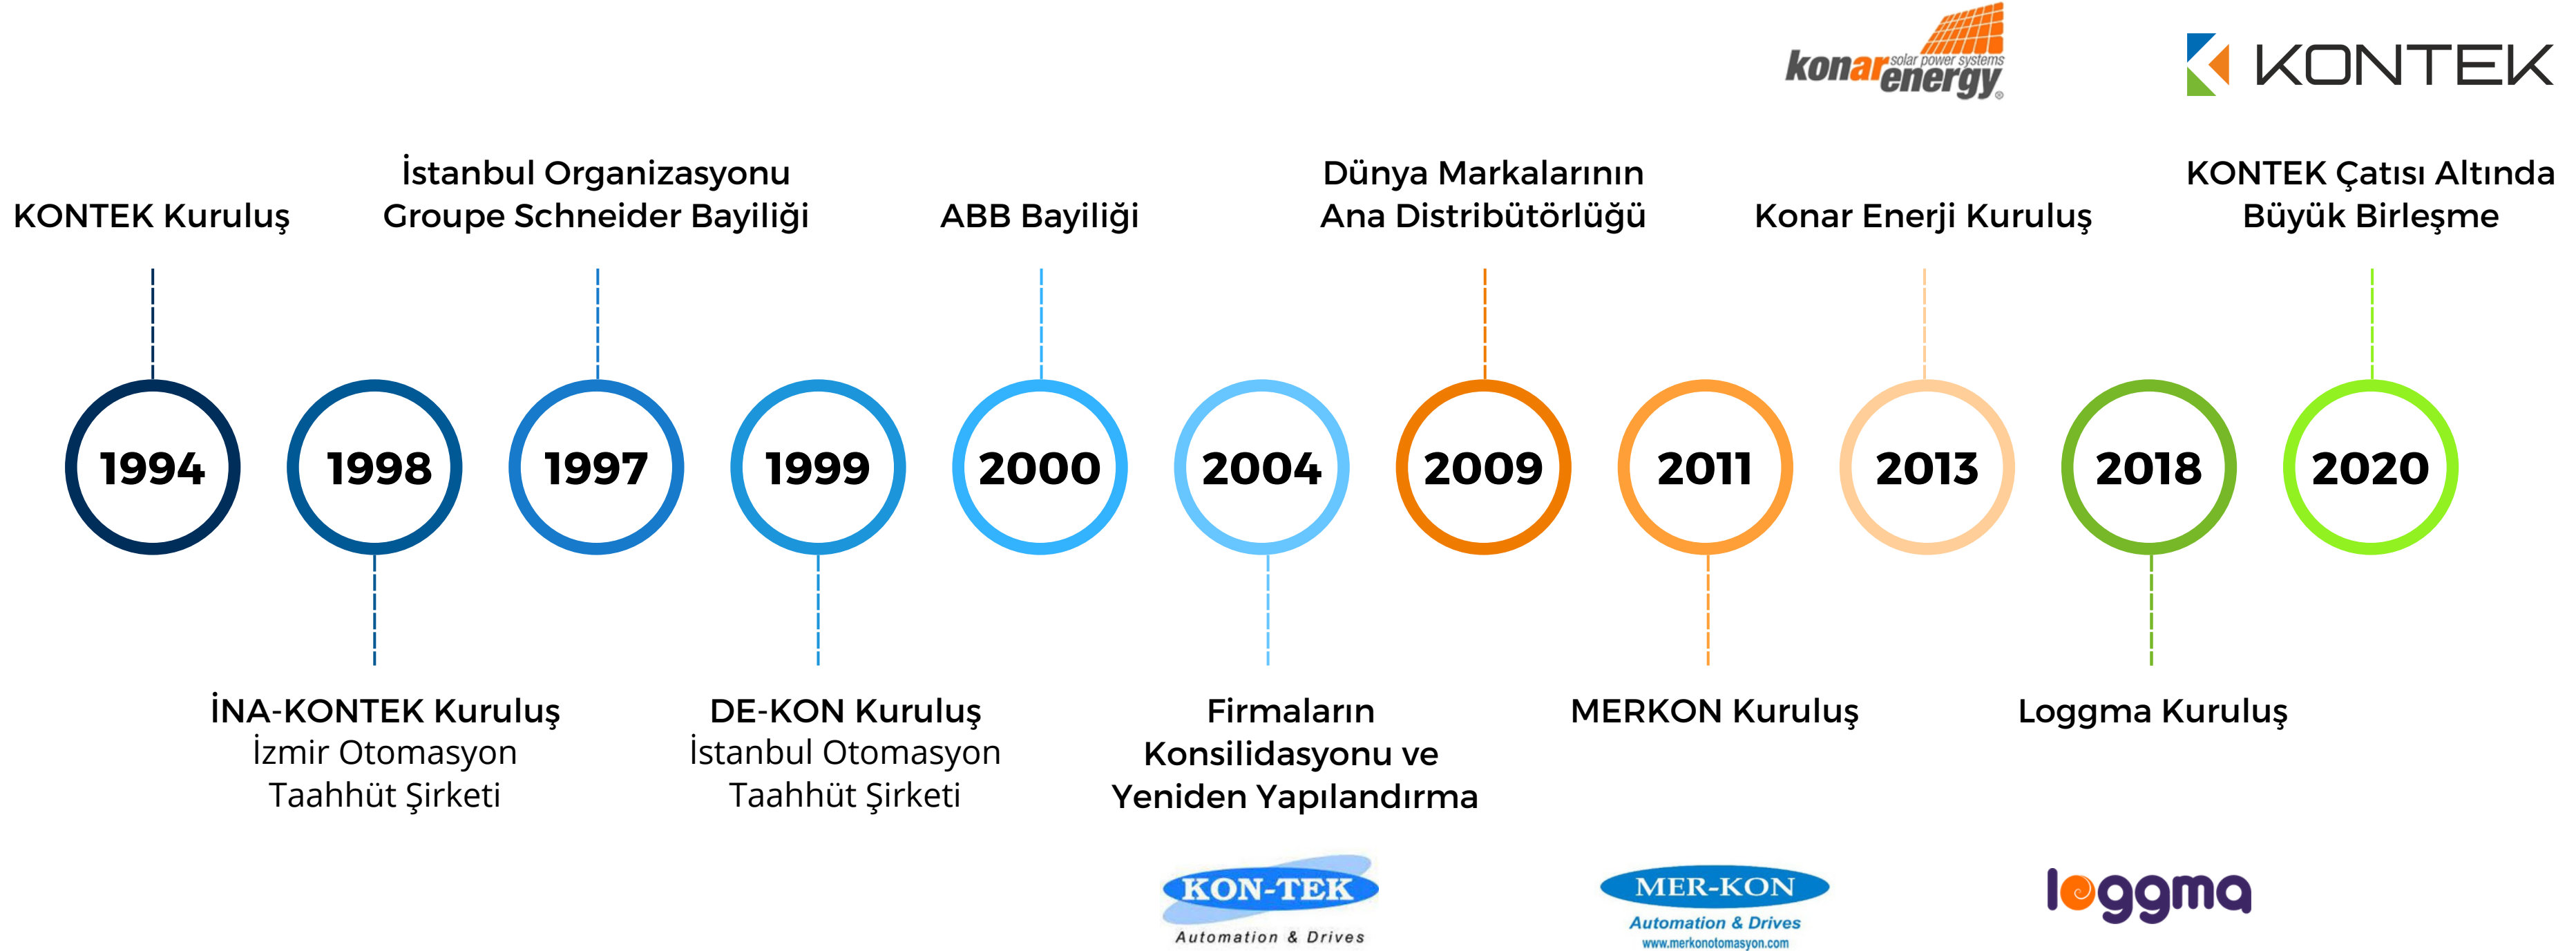 konarenergy®
solar power systems
KONTEK
KONTEK Kuruluş
İstanbul Organizasyonu
Groupe Schneider Bayiliği
ABB Bayiliği
Dünya Markalarının
Ana Distribütörlüğü
Konar Enerji Kuruluş
KONTEK Çatısı Altında
Büyük Birleşme
1994
1998
1997
1999
2000
2004
2009
2011
2013
2018
2020
İNA-KONTEK Kuruluş
İzmir Otomasyon
Taahhüt Şirketi
DE-KON Kuruluş
İstanbul Otomasyon
Taahhüt Şirketi
Firmaların
Konsilidasyonu ve
Yeniden Yapılandırma
MERKON Kuruluş
Loggma Kuruluş
KON-TEK
Automation & Drives
MER-KON
Automation & Drives
www.merkonotomasyon.com
loggma